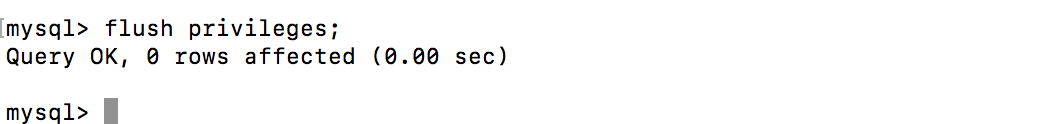 mysql> flush privileges;
Query OK, 0 rows affected (0.00 sec)
mysql>